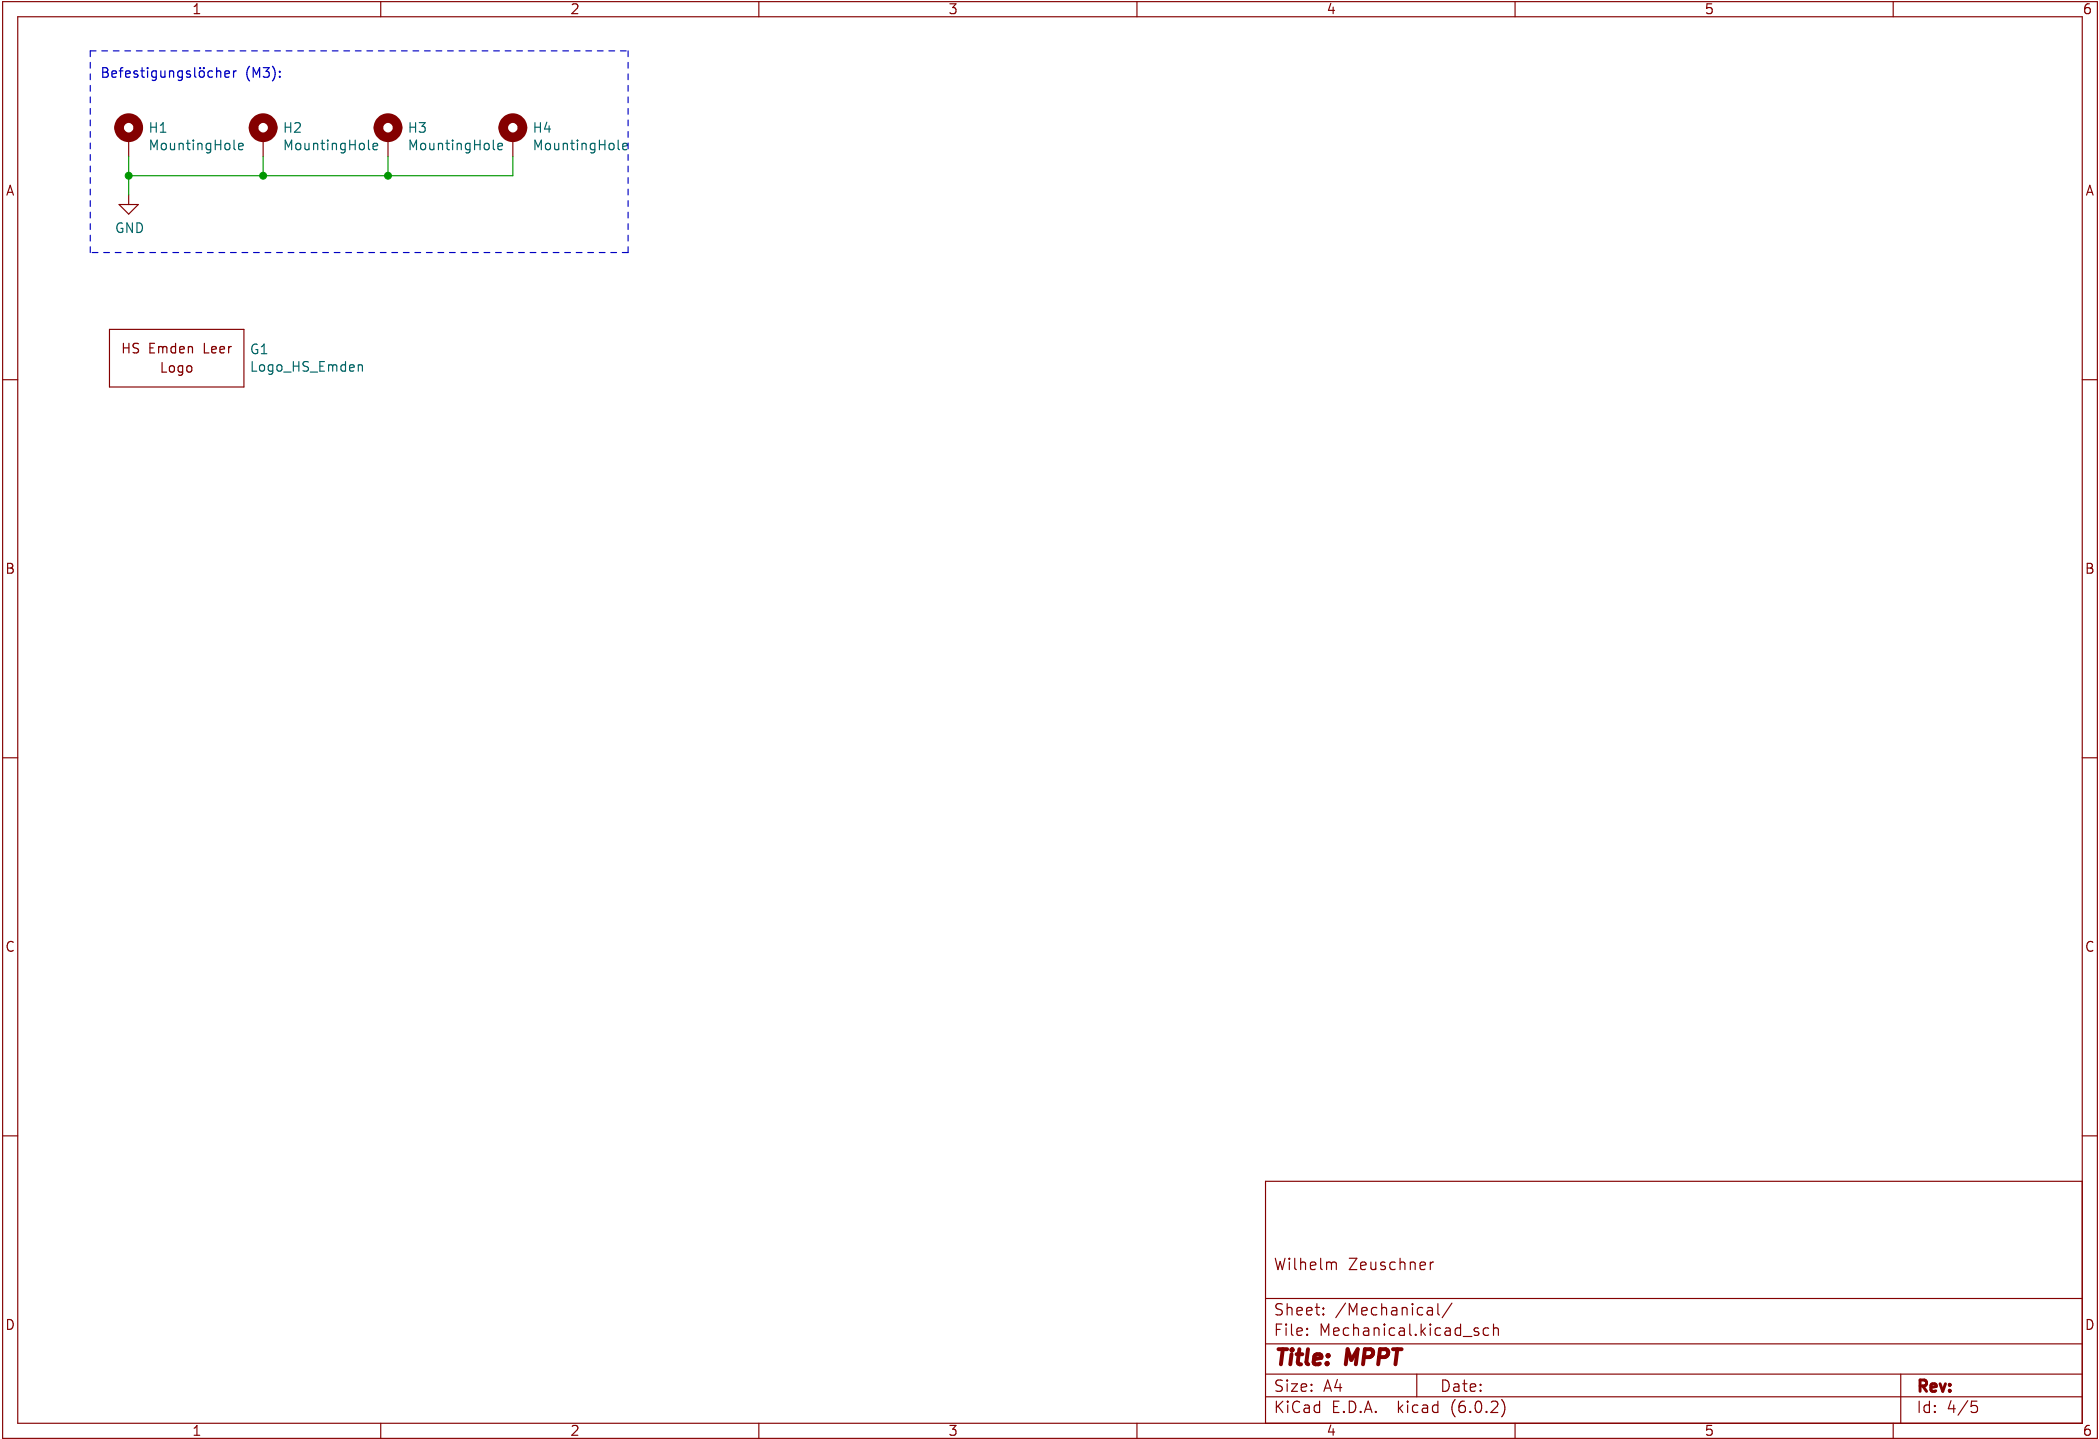 1 2 3 4 5 6
Befestigungslöcher (M3):
H1
MountingHole
H2
MountingHole
H3
MountingHole
H4
MountingHole
A A
GND
HS Emden Leer
Logo
G1
Logo_HS_Emden
B B
C C
Wilhelm Zeuschner
Sheet: /Mechanical/
File: Mechanical.kicad_sch
D D
Title: MPPT
Size: A4 Date: Rev:
KiCad E.D.A. kicad (6.0.2) Id: 4/5
1 2 3 4 5 6